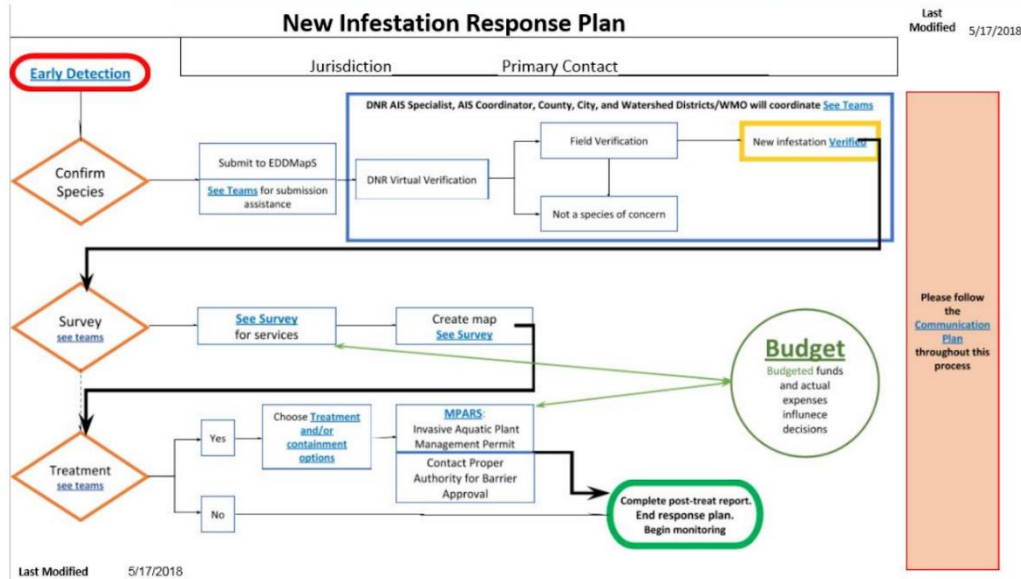 New Infestation Response Plan
Last
Modified 5/17/2018
Jurisdiction__________ Primary Contact______________
Early Detection
DNR AIS Specialist, AIS Coordinator, County, City, and Watershed Districts/WMO will coordinate See Teams
Confirm
Species
Submit to EDDMapS
See Teams for submission
assistance
DNR Virtual Verification
Field Verification
Not a species of concern
New infestation Verified
Survey
see teams
See Survey
for services
Create map
See Survey
Budget
Budgeted funds
and actual
expenses
influnece
decisions
Please follow
the
Communication
Plan
throughout this
process
Treatment
see teams
Yes
No
Choose Treatment
and/or
containment
options
MPARS:
Invasive Aquatic Plant
Management Permit
Contact Proper
Authority for Barrier
Approval
Complete post-treat report.
End response plan.
Begin monitoring
Last Modified 5/17/2018